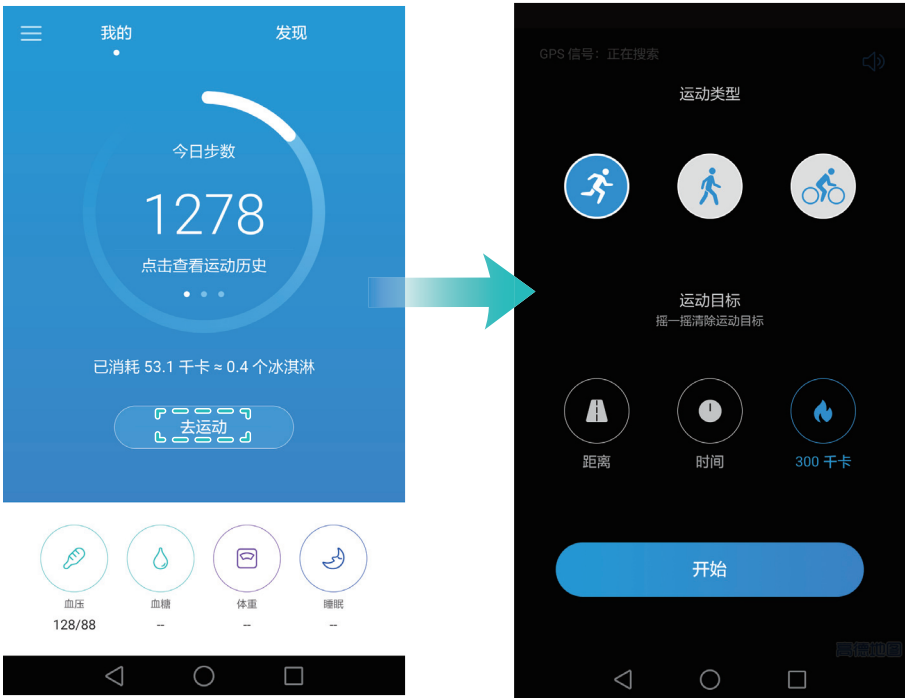 我的
发现
今日步数
1278
点击查看运动历史
已消耗 53.1 千卡 ≈ 0.4 个冰淇淋
去运动
血压
血糖
体重
睡眠
128/88
--
--
--
GPS 信号：正在搜索
运动类型
运动目标
摇一摇清除运动目标
距离
时间
300 千卡
开始
高德地图